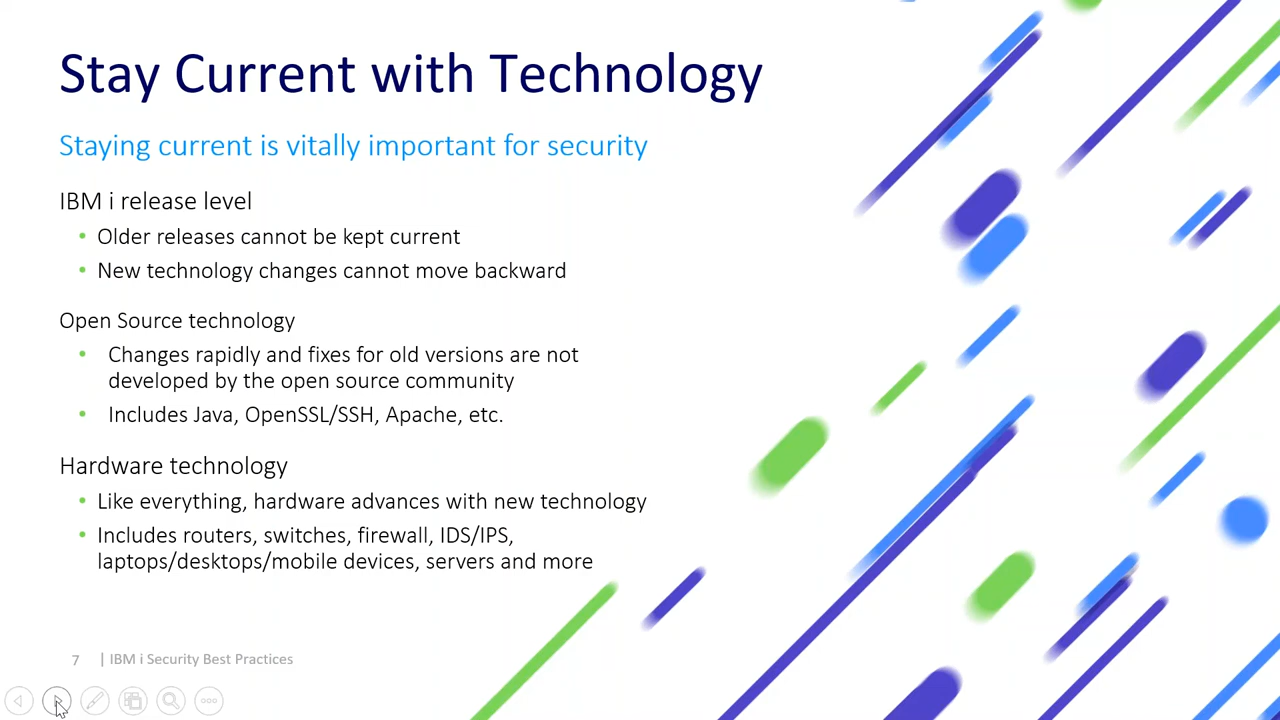 Stay Current with Technology
Staying current is vitally important for security
IBM i release level
• Older releases cannot be kept current
• New technology changes cannot move backward
Open Source technology
• Changes rapidly and fixes for old versions are not
developed by the open source community
• Includes Java, OpenSSL/SSH, Apache, etc.
Hardware technology
• Like everything, hardware advances with new technology
• Includes routers, switches, firewall, IDS/IPS,
laptops/desktops/mobile devices, servers and more
7 | IBM i Security Best Practices